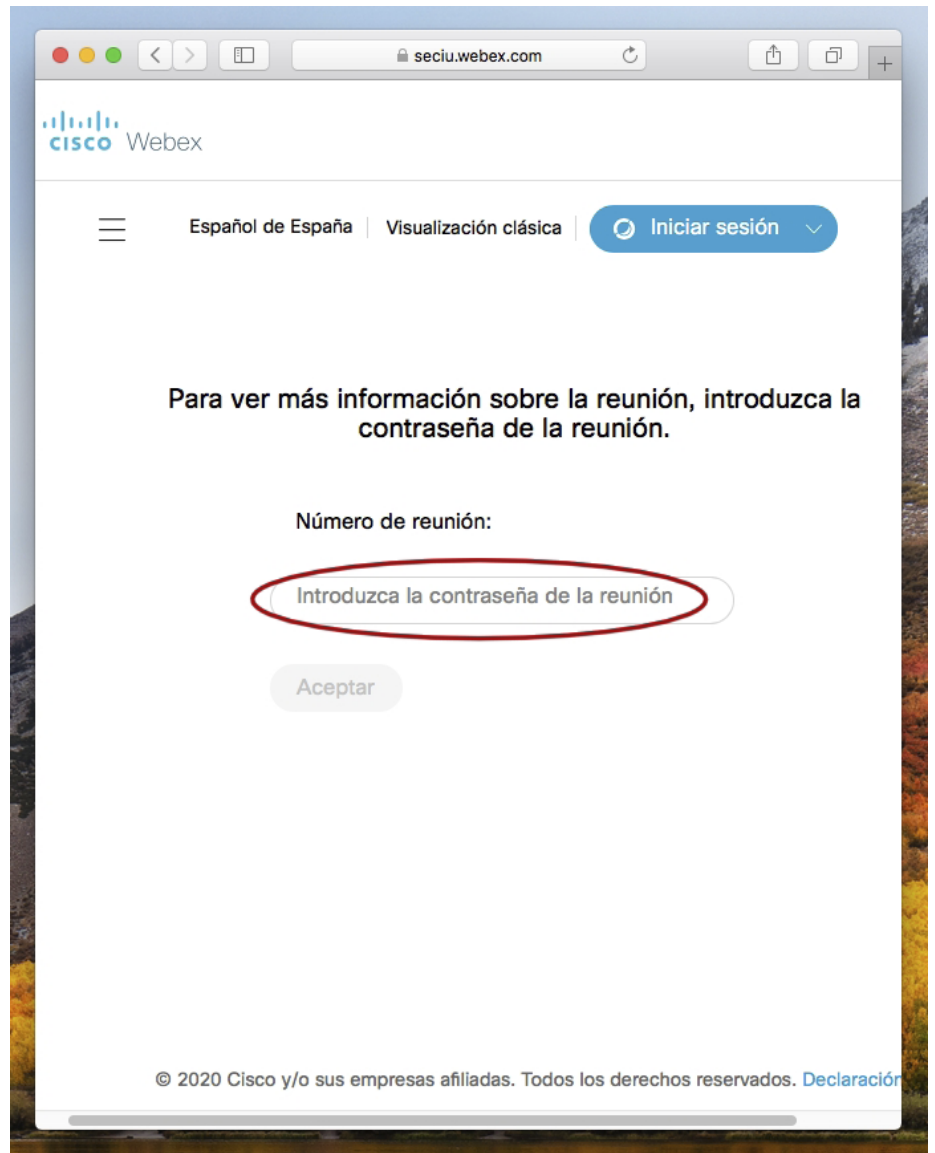 seciu.webex.com
CISCO Webex
Español de España
Visualización clásica
Iniciar sesión
Para ver más información sobre la reunión, introduzca la
contraseña de la reunión.
Número de reunión:
Introduzca la contraseña de la reunión
Aceptar
© 2020 Cisco y/o sus empresas afiliadas. Todos los derechos reservados. Declaración